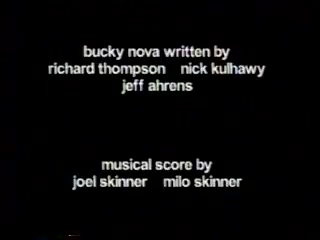 bucky nova written by
richard thompson nick kulhawy
jeff ahrens
musical score by
joel skinner milo skinner